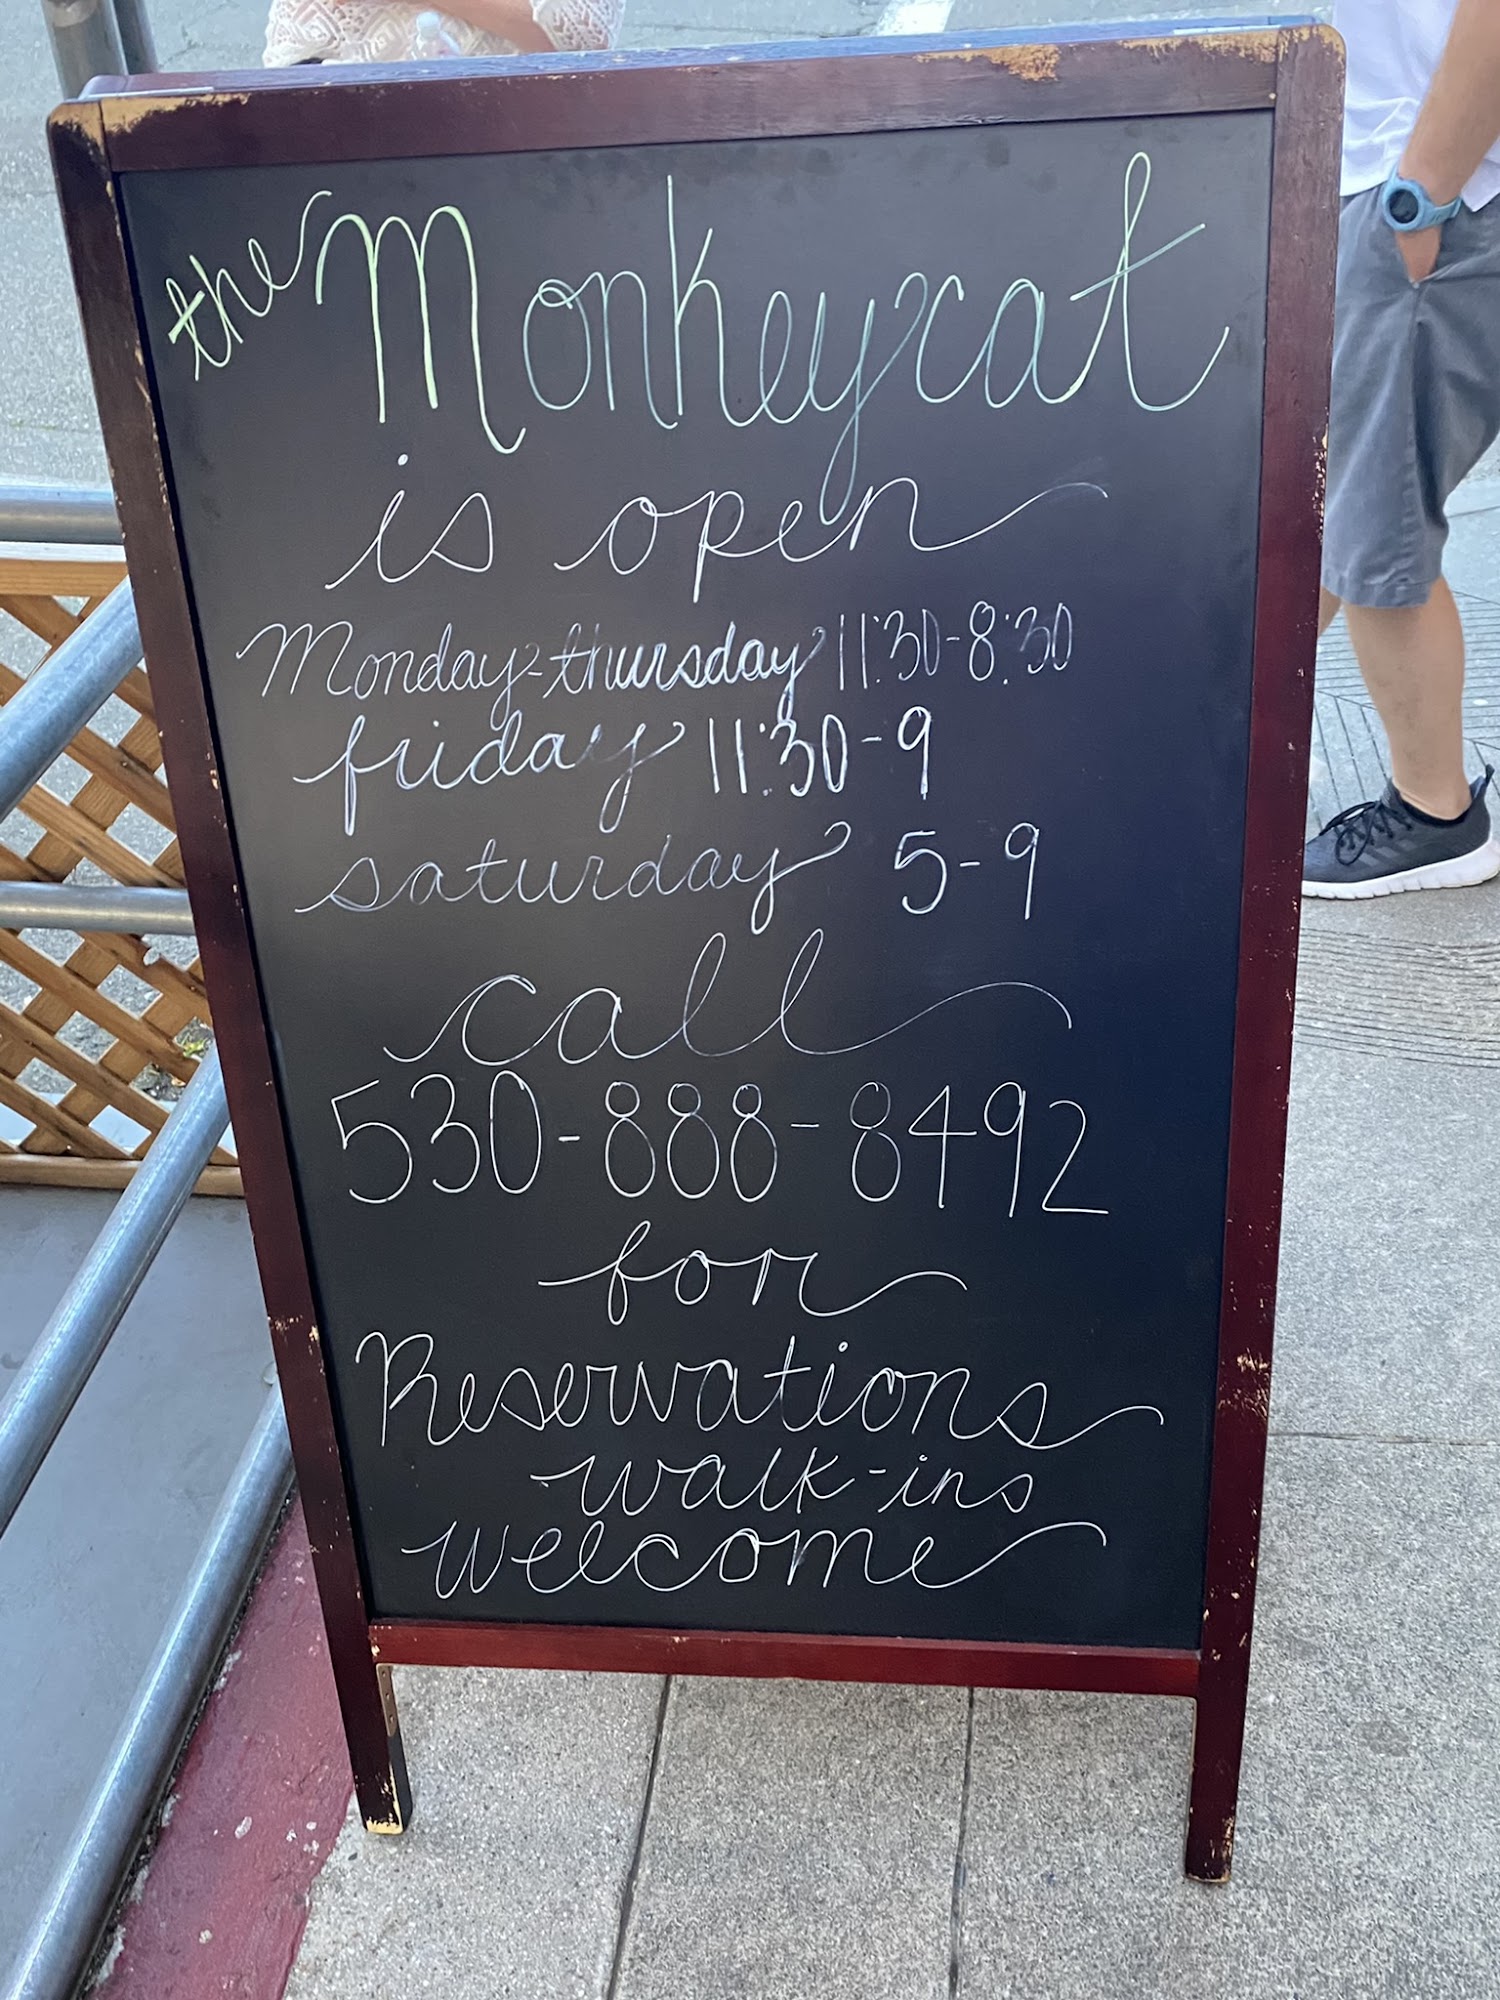 the Monkeycat
is open
Monday-thursday 11:30-8:30
friday 11:30-9
saturday 5-9
call
530-888-8492
for
Reservations
walk-ins
welcome